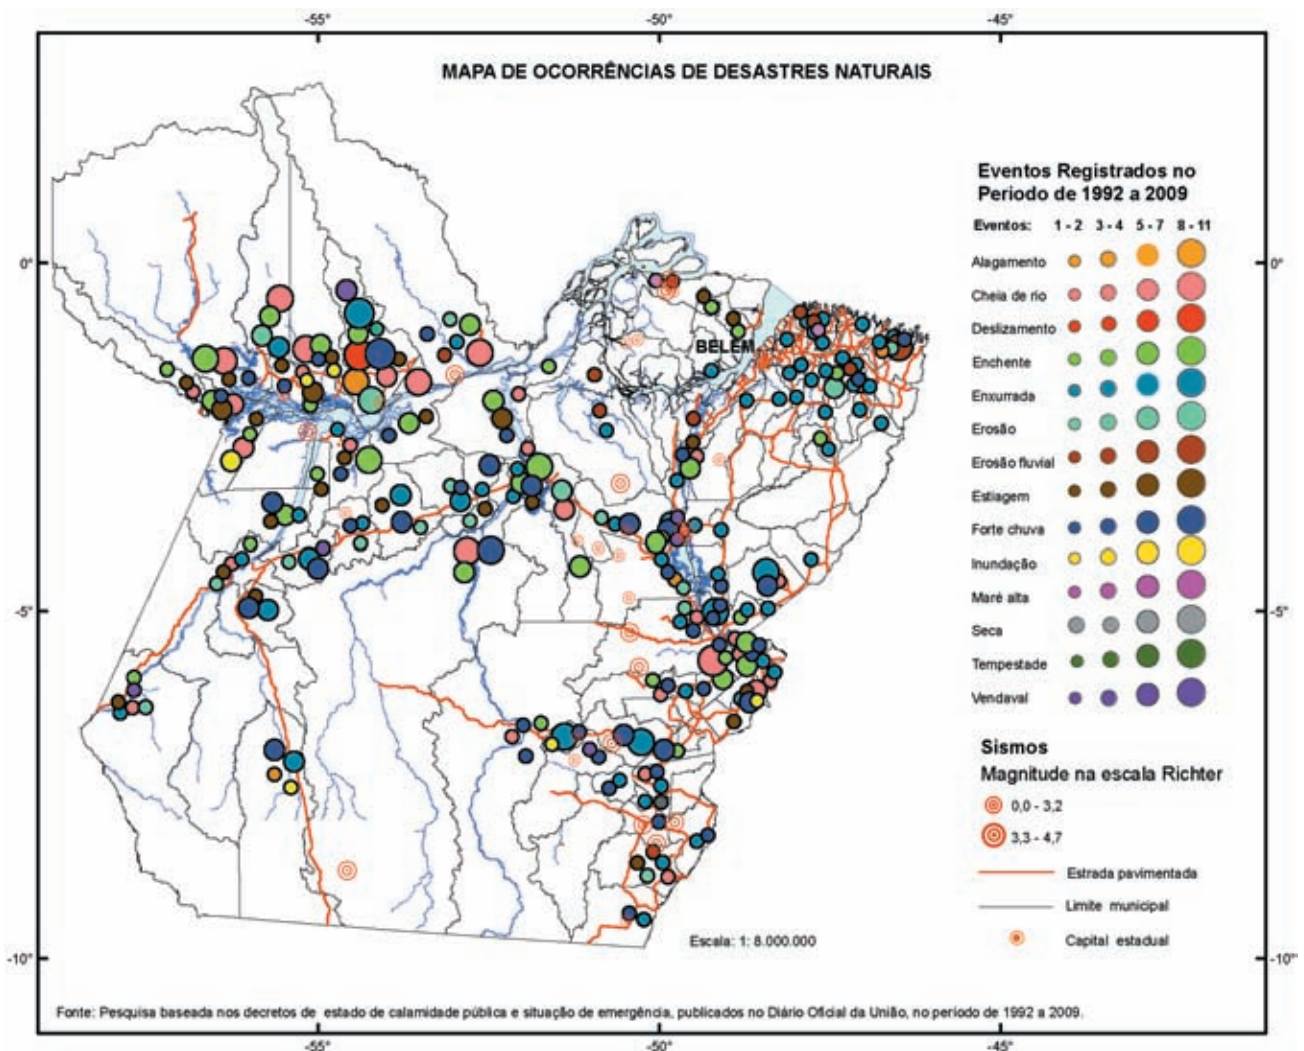 -55°
-50°
-45°
MAPA DE OCORRÊNCIAS DE DESASTRES NATURAIS
0°
0°
BELEM
Eventos Registrados no
Período de 1992 a 2009
Eventos: 1 - 2 3 - 4 5 - 7 8 - 11
Alagamento
Cheia de rio
Deslizamento
Enchente
Enxurrada
Erosão
Erosão fluvial
Estiagem
Forte chuva
Inundação
Maré alta
Seca
Tempestade
Vendaval
-5°
-5°
Sismos
Magnitude na escala Richter
0,0 - 3,2
3,3 - 4,7
Estrada pavimentada
Limite municipal
Capital estadual
Escala: 1: 8.000.000
-10°
-10°
Fonte: Pesquisa baseada nos decretos de estado de calamidade pública e situação de emergência, publicados no Diário Oficial da União, no período de 1992 a 2009.
-55°
-50°
-45°